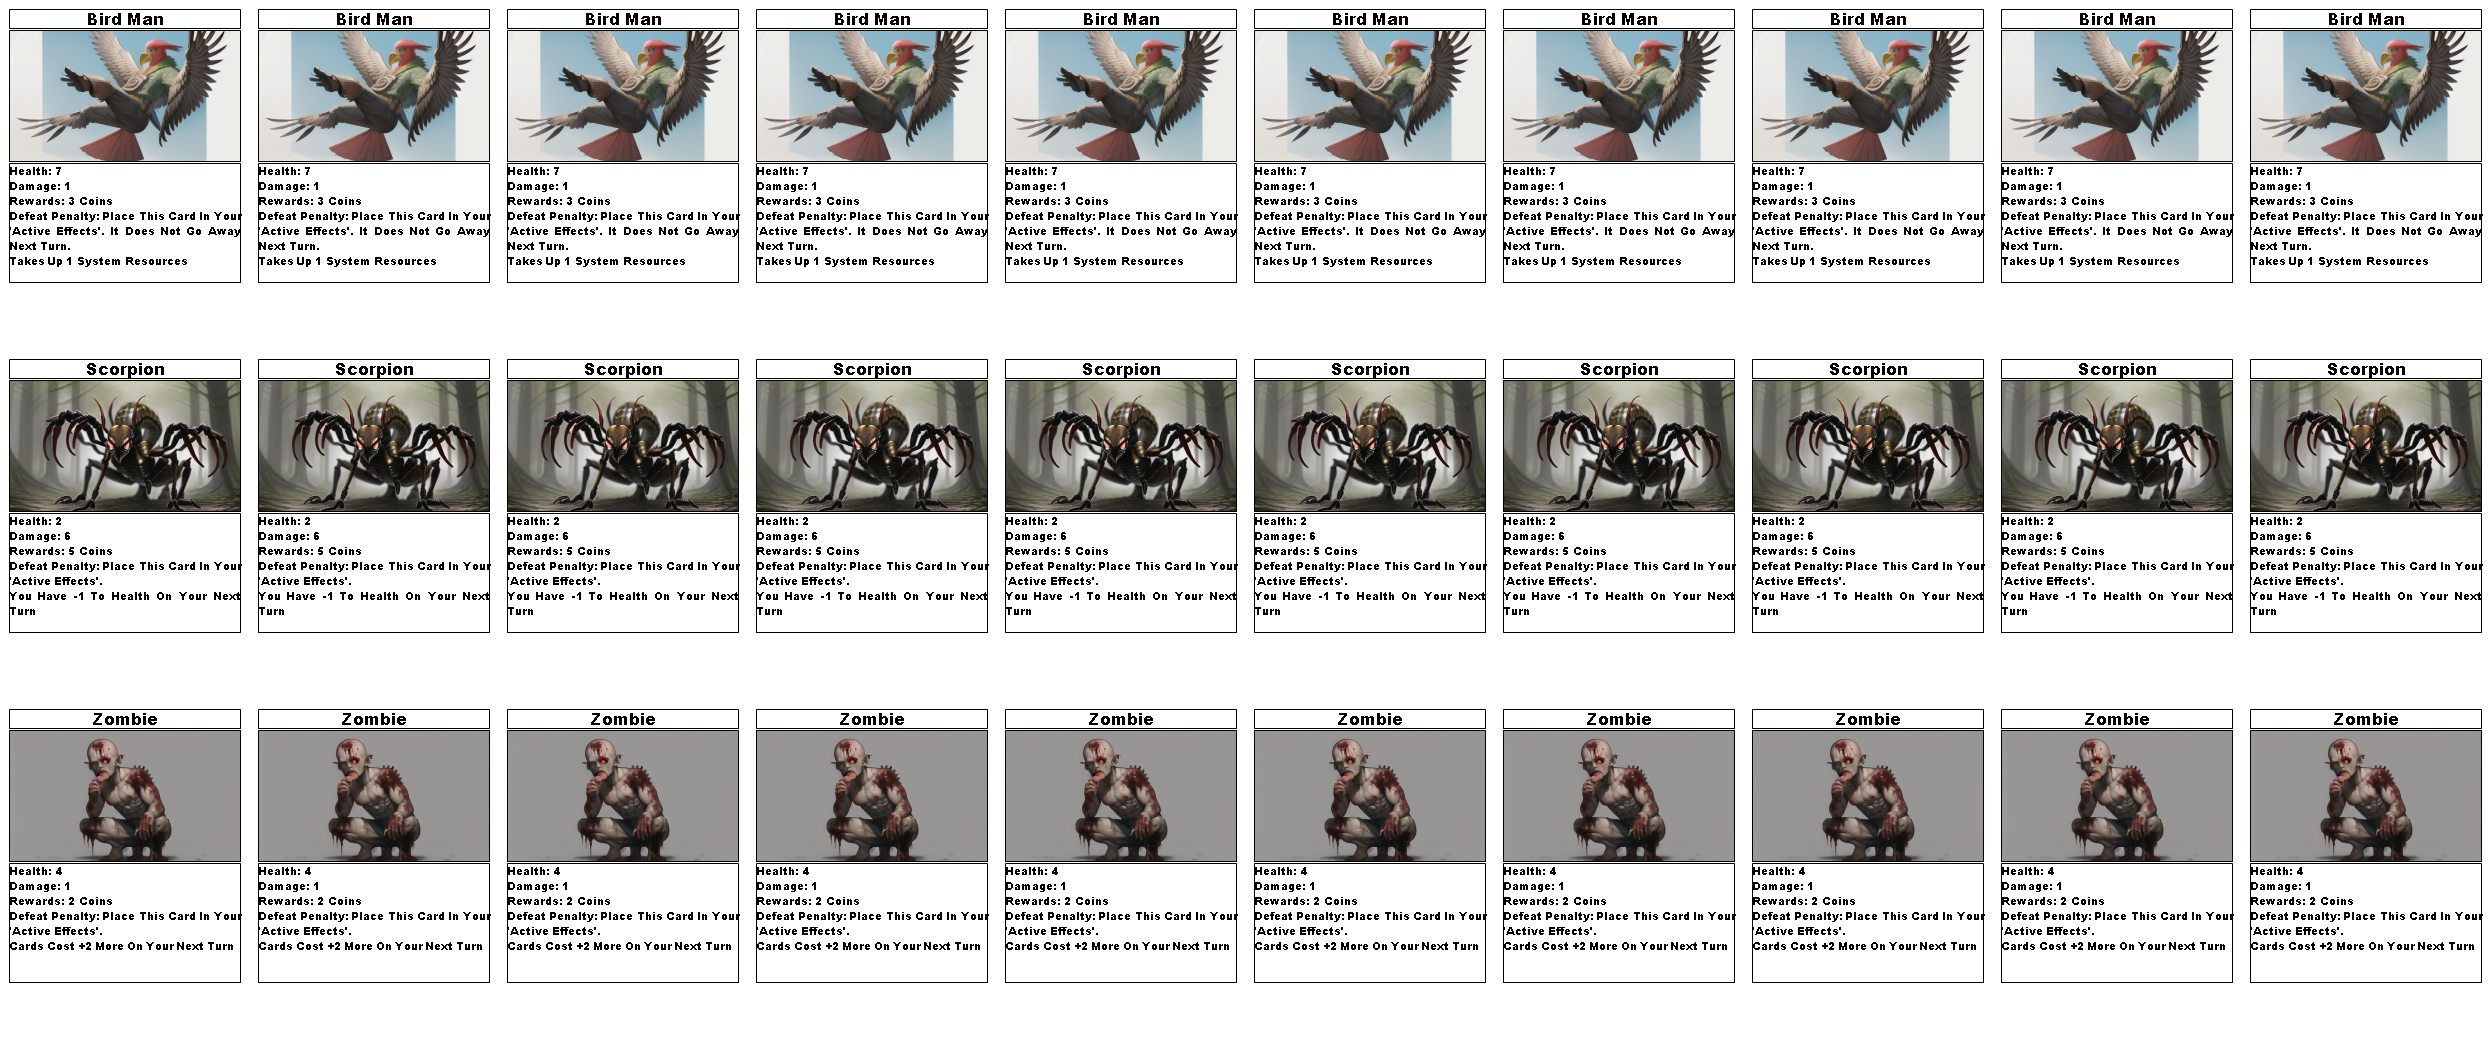 Bird Man Bird Man Bird Man Bird Man Bird Man Bird Man Bird Man Bird Man Bird Man Bird Man
Health: 7 Health: 7 Health: 7 Health: 7 Health: 7 Health: 7 Health: 7 Health: 7 Health: 7 Health: 7
Damage: 1 Damage: 1 Damage: 1 Damage: 1 Damage: 1 Damage: 1 Damage: 1 Damage: 1 Damage: 1 Damage: 1
Rewards: 3 Coins Rewards: 3 Coins Rewards: 3 Coins Rewards: 3 Coins Rewards: 3 Coins Rewards: 3 Coins Rewards: 3 Coins Rewards: 3 Coins Rewards: 3 Coins Rewards: 3 Coins
Defeat Penalty: Place This Card In Your Defeat Penalty: Place This Card In Your Defeat Penalty: Place This Card In Your Defeat Penalty: Place This Card In Your Defeat Penalty: Place This Card In Your Defeat Penalty: Place This Card In Your Defeat Penalty: Place This Card In Your Defeat Penalty: Place This Card In Your Defeat Penalty: Place This Card In Your Defeat Penalty: Place This Card In Your
'Active Effects'. It Does Not Go Away 'Active Effects'. It Does Not Go Away 'Active Effects'. It Does Not Go Away 'Active Effects'. It Does Not Go Away 'Active Effects'. It Does Not Go Away 'Active Effects'. It Does Not Go Away 'Active Effects'. It Does Not Go Away 'Active Effects'. It Does Not Go Away 'Active Effects'. It Does Not Go Away 'Active Effects'. It Does Not Go Away
Next Turn. Next Turn. Next Turn. Next Turn. Next Turn. Next Turn. Next Turn. Next Turn. Next Turn. Next Turn.
Takes Up 1 System Resources Takes Up 1 System Resources Takes Up 1 System Resources Takes Up 1 System Resources Takes Up 1 System Resources Takes Up 1 System Resources Takes Up 1 System Resources Takes Up 1 System Resources Takes Up 1 System Resources Takes Up 1 System Resources
Scorpion Scorpion Scorpion Scorpion Scorpion Scorpion Scorpion Scorpion Scorpion Scorpion
Health: 2 Health: 2 Health: 2 Health: 2 Health: 2 Health: 2 Health: 2 Health: 2 Health: 2 Health: 2
Damage: 6 Damage: 6 Damage: 6 Damage: 6 Damage: 6 Damage: 6 Damage: 6 Damage: 6 Damage: 6 Damage: 6
Rewards: 5 Coins Rewards: 5 Coins Rewards: 5 Coins Rewards: 5 Coins Rewards: 5 Coins Rewards: 5 Coins Rewards: 5 Coins Rewards: 5 Coins Rewards: 5 Coins Rewards: 5 Coins
Defeat Penalty: Place This Card In Your Defeat Penalty: Place This Card In Your Defeat Penalty: Place This Card In Your Defeat Penalty: Place This Card In Your Defeat Penalty: Place This Card In Your Defeat Penalty: Place This Card In Your Defeat Penalty: Place This Card In Your Defeat Penalty: Place This Card In Your Defeat Penalty: Place This Card In Your Defeat Penalty: Place This Card In Your
'Active Effects'. 'Active Effects'. 'Active Effects'. 'Active Effects'. 'Active Effects'. 'Active Effects'. 'Active Effects'. 'Active Effects'. 'Active Effects'. 'Active Effects'.
You Have -1 To Health On Your Next You Have -1 To Health On Your Next You Have -1 To Health On Your Next You Have -1 To Health On Your Next You Have -1 To Health On Your Next You Have -1 To Health On Your Next You Have -1 To Health On Your Next You Have -1 To Health On Your Next You Have -1 To Health On Your Next You Have -1 To Health On Your Next
Turn Turn Turn Turn Turn Turn Turn Turn Turn Turn
Zombie Zombie Zombie Zombie Zombie Zombie Zombie Zombie Zombie Zombie
Health: 4 Health: 4 Health: 4 Health: 4 Health: 4 Health: 4 Health: 4 Health: 4 Health: 4 Health: 4
Damage: 1 Damage: 1 Damage: 1 Damage: 1 Damage: 1 Damage: 1 Damage: 1 Damage: 1 Damage: 1 Damage: 1
Rewards: 2 Coins Rewards: 2 Coins Rewards: 2 Coins Rewards: 2 Coins Rewards: 2 Coins Rewards: 2 Coins Rewards: 2 Coins Rewards: 2 Coins Rewards: 2 Coins Rewards: 2 Coins
Defeat Penalty: Place This Card In Your Defeat Penalty: Place This Card In Your Defeat Penalty: Place This Card In Your Defeat Penalty: Place This Card In Your Defeat Penalty: Place This Card In Your Defeat Penalty: Place This Card In Your Defeat Penalty: Place This Card In Your Defeat Penalty: Place This Card In Your Defeat Penalty: Place This Card In Your Defeat Penalty: Place This Card In Your
'Active Effects'. 'Active Effects'. 'Active Effects'. 'Active Effects'. 'Active Effects'. 'Active Effects'. 'Active Effects'. 'Active Effects'. 'Active Effects'. 'Active Effects'.
Cards Cost +2 More On Your Next Turn Cards Cost +2 More On Your Next Turn Cards Cost +2 More On Your Next Turn Cards Cost +2 More On Your Next Turn Cards Cost +2 More On Your Next Turn Cards Cost +2 More On Your Next Turn Cards Cost +2 More On Your Next Turn Cards Cost +2 More On Your Next Turn Cards Cost +2 More On Your Next Turn Cards Cost +2 More On Your Next Turn